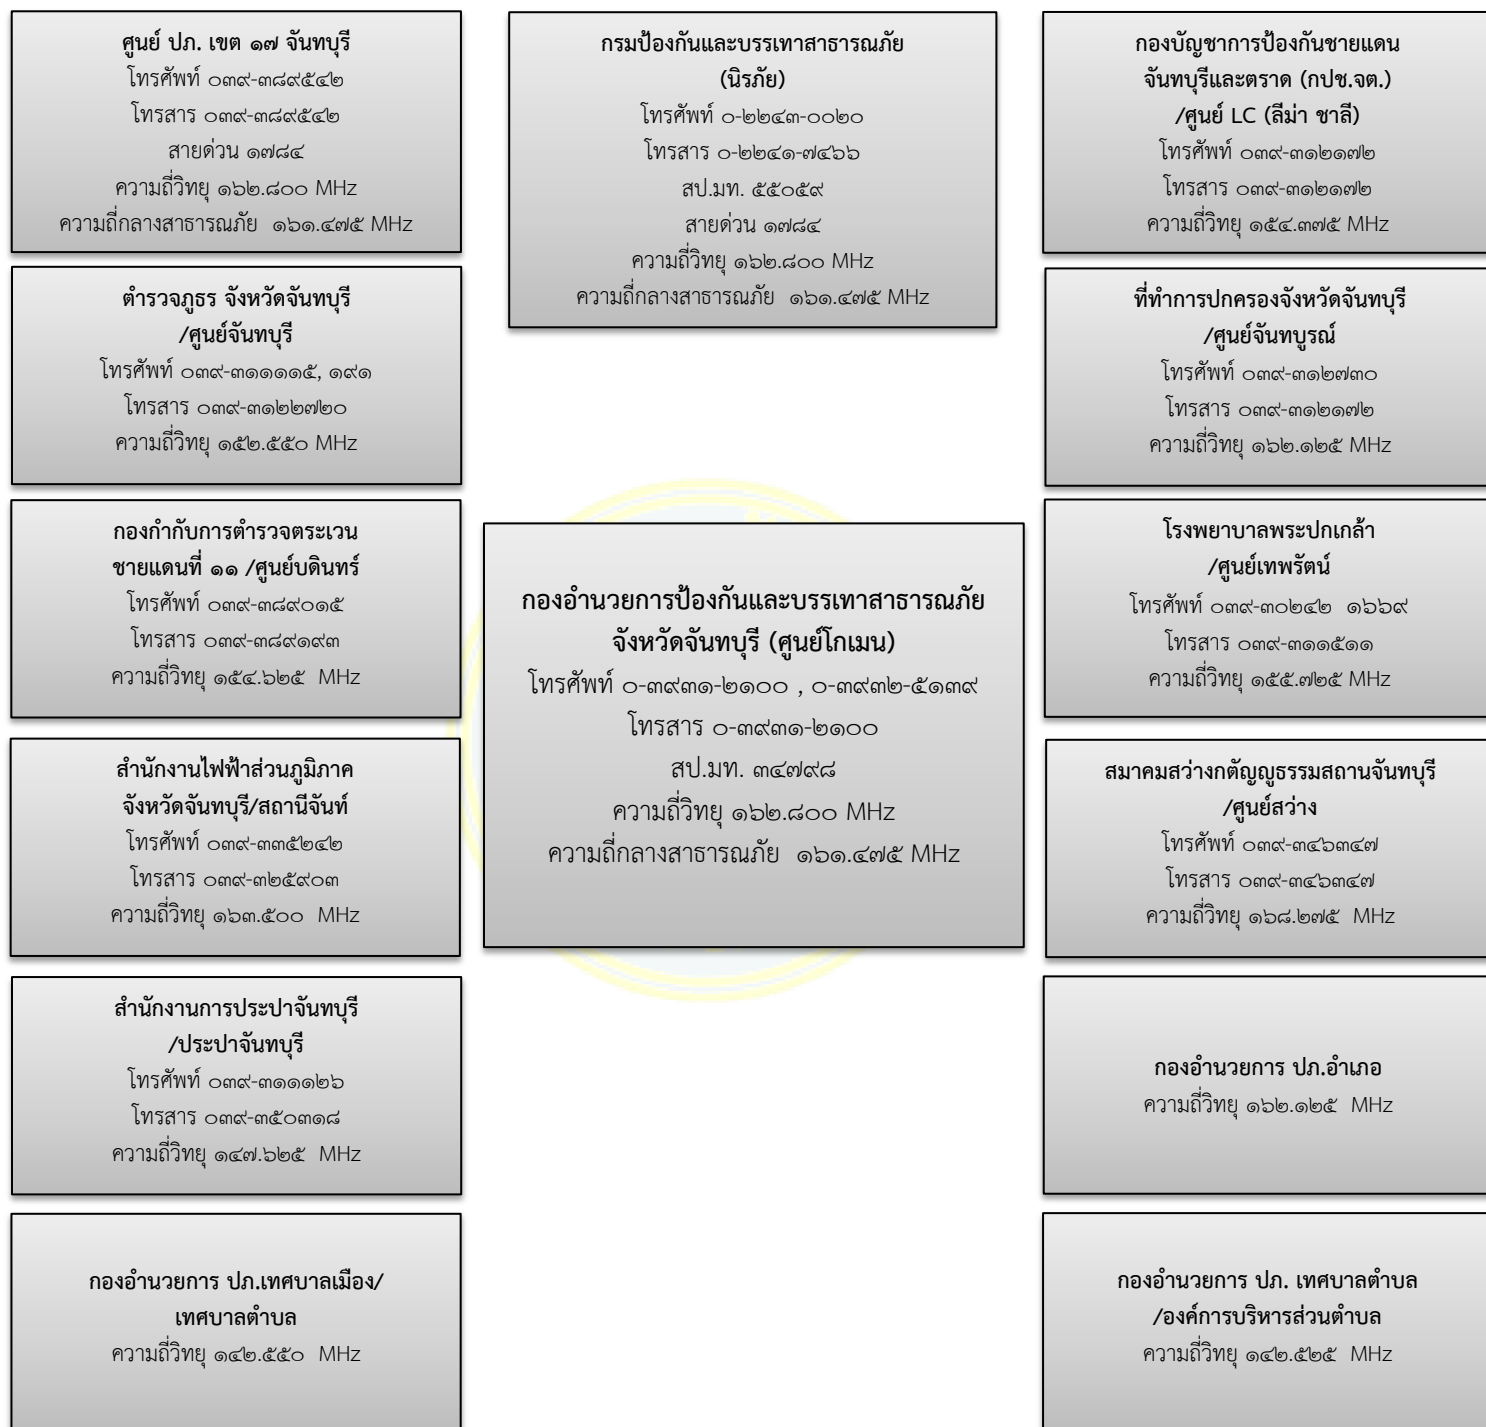 ศูนย์ ปภ. เขต ๑๗ จันทบุรี
โทรศัพท์ ๐๓๙-๓๘๙๕๔๒
โทรสาร ๐๓๙-๓๘๙๕๔๒
สายด่วน ๑๗๘๔
ความถี่วิทยุ ๑๖๒.๘๐๐ MHz
ความถี่กลางสาธารณภัย ๑๖๑.๔๗๕ MHz
กรมป้องกันและบรรเทาสาธารณภัย
(นิรภัย)
โทรศัพท์ ๐-๒๒๔๓-๐๐๒๐
โทรสาร ๐-๒๒๔๑-๗๔๖๖
สป.มท. ๕๕๐๕๙
สายด่วน ๑๗๘๔
ความถี่วิทยุ ๑๖๒.๘๐๐ MHz
ความถี่กลางสาธารณภัย ๑๖๑.๔๗๕ MHz
กองบัญชาการป้องกันชายแดน
จันทบุรีและตราด (กปช.จต.)
/ศูนย์ LC (ลีม่า ชาลี)
โทรศัพท์ ๐๓๙-๓๑๒๑๗๒
โทรสาร ๐๓๙-๓๑๒๑๗๒
ความถี่วิทยุ ๑๕๔.๓๗๕ MHz
ตำรวจภูธร จังหวัดจันทบุรี
/ศูนย์จันทบุรี
โทรศัพท์ ๐๓๙-๓๑๑๑๑๕, ๑๙๑
โทรสาร ๐๓๙-๓๑๒๒๗๒๐
ความถี่วิทยุ ๑๕๒.๕๕๐ MHz
ที่ทำการปกครองจังหวัดจันทบุรี
/ศูนย์จันทบูรณ์
โทรศัพท์ ๐๓๙-๓๑๒๗๓๐
โทรสาร ๐๓๙-๓๑๒๑๗๒
ความถี่วิทยุ ๑๖๒.๑๒๕ MHz
กองกำกับการตำรวจตระเวน
ชายแดนที่ ๑๑ /ศูนย์บดินทร์
โทรศัพท์ ๐๓๙-๓๘๙๐๑๕
โทรสาร ๐๓๙-๓๘๙๑๙๓
ความถี่วิทยุ ๑๕๔.๖๒๕ MHz
กองอำนวยการป้องกันและบรรเทาสาธารณภัย
จังหวัดจันทบุรี (ศูนย์โกเมน)
โทรศัพท์ ๐-๓๙๓๑-๒๑๐๐ , ๐-๓๙๓๒-๕๑๓๙
โทรสาร ๐-๓๙๓๑-๒๑๐๐
สป.มท. ๓๔๗๙๘
ความถี่วิทยุ ๑๖๒.๘๐๐ MHz
ความถี่กลางสาธารณภัย ๑๖๑.๔๗๕ MHz
โรงพยาบาลพระปกเกล้า
/ศูนย์เทพรัตน์
โทรศัพท์ ๐๓๙-๓๐๒๔๒ ๑๖๖๙
โทรสาร ๐๓๙-๓๑๑๕๑๑
ความถี่วิทยุ ๑๕๕.๗๒๕ MHz
สำนักงานไฟฟ้าส่วนภูมิภาค
จังหวัดจันทบุรี/สถานีจันท์
โทรศัพท์ ๐๓๙-๓๓๕๒๔๒
โทรสาร ๐๓๙-๓๒๕๙๐๓
ความถี่วิทยุ ๑๖๓.๕๐๐ MHz
สมาคมสว่างกตัญญูธรรมสถานจันทบุรี
/ศูนย์สว่าง
โทรศัพท์ ๐๓๙-๓๔๖๓๔๗
โทรสาร ๐๓๙-๓๔๖๓๔๗
ความถี่วิทยุ ๑๖๘.๒๗๕ MHz
สำนักงานการประปาจันทบุรี
/ประปาจันทบุรี
โทรศัพท์ ๐๓๙-๓๑๑๑๒๖
โทรสาร ๐๓๙-๓๕๐๓๑๘
ความถี่วิทยุ ๑๔๗.๖๒๕ MHz
กองอำนวยการ ปภ.อำเภอ
ความถี่วิทยุ ๑๖๒.๑๒๕ MHz
กองอำนวยการ ปภ.เทศบาลเมือง/
เทศบาลตำบล
ความถี่วิทยุ ๑๔๒.๕๕๐ MHz
กองอำนวยการ ปภ. เทศบาลตำบล
/องค์การบริหารส่วนตำบล
ความถี่วิทยุ ๑๔๒.๕๒๕ MHz